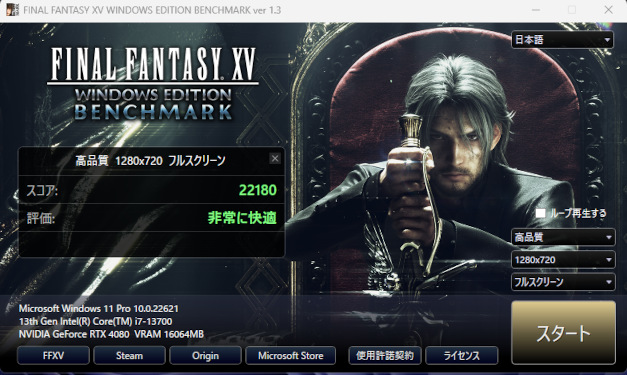 FINAL FANTASY XV WINDOWS EDITION BENCHMARK ver 1.3
日本語
FINAL FANTASY XV
WINDOWS EDITION
BENCHMARK
高品質 1280x720 フルスクリーン
スコア: 22180
評価: 非常に快適
ループ再生する
高品質
1280x720
フルスクリーン
Microsoft Windows 11 Pro 10.0.22621
13th Gen Intel(R) Core(TM) i7-13700
NVIDIA GeForce RTX 4080 VRAM 16064MB
スタート
FFXV Steam Origin Microsoft Store 使用許諾契約 ライセンス